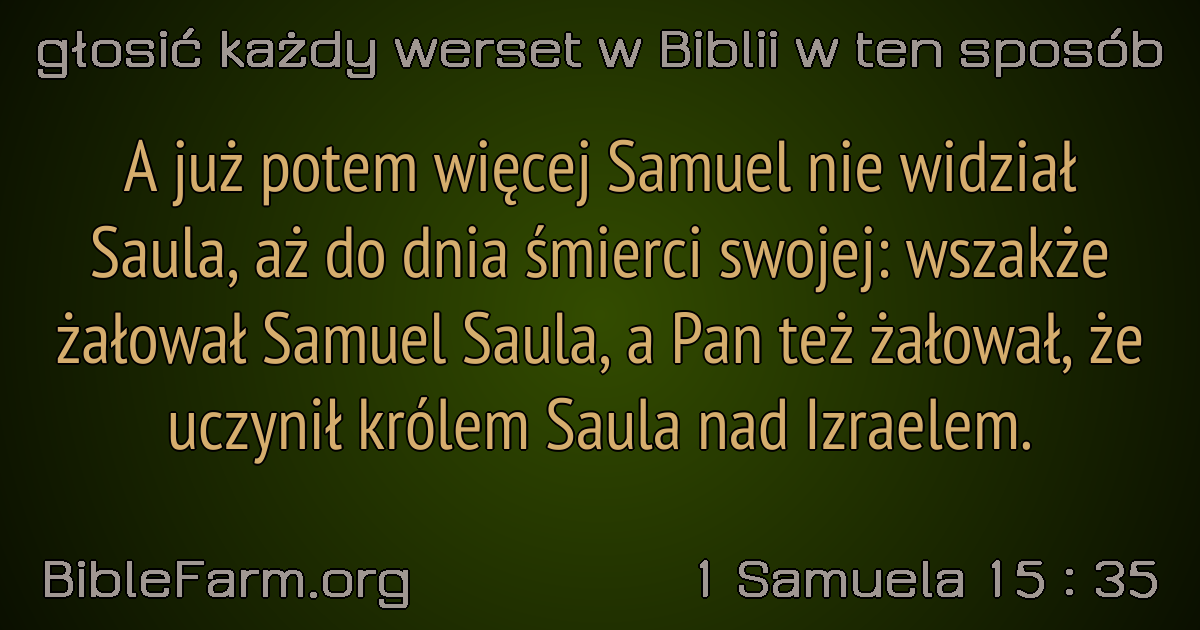 głosić każdy werset w Biblii w ten sposób
A już potem więcej Samuel nie widział
Saula, aż do dnia śmierci swojej: wszakże
żałował Samuel Saula, a Pan też żałował, że
uczynił królem Saula nad Izraelem.
BibleFarm.org
1 Samuela 15 : 35